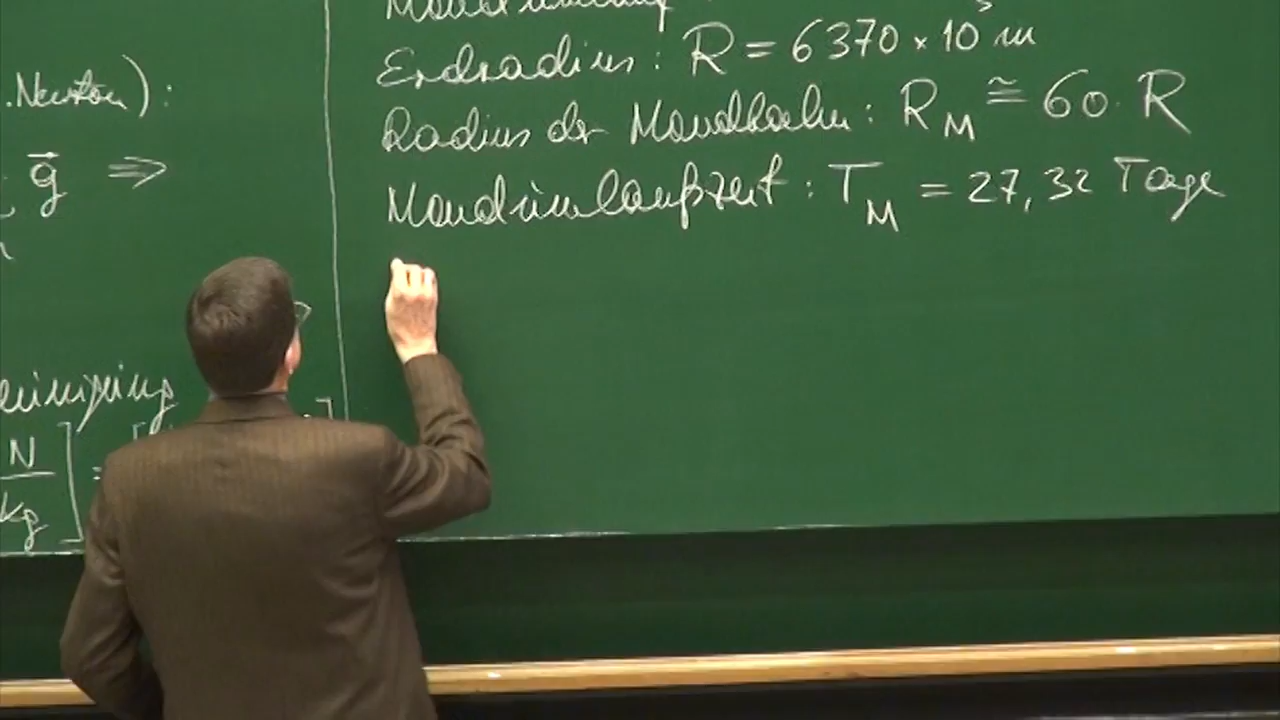 Newton):
g⃗ ⇒
N
kg
Erdradius: R = 6370 × 10³ m
Radius der Mondbahn: R_M ≅ 60 R
Mondumlaufzeit: T_M = 27,32 Tage